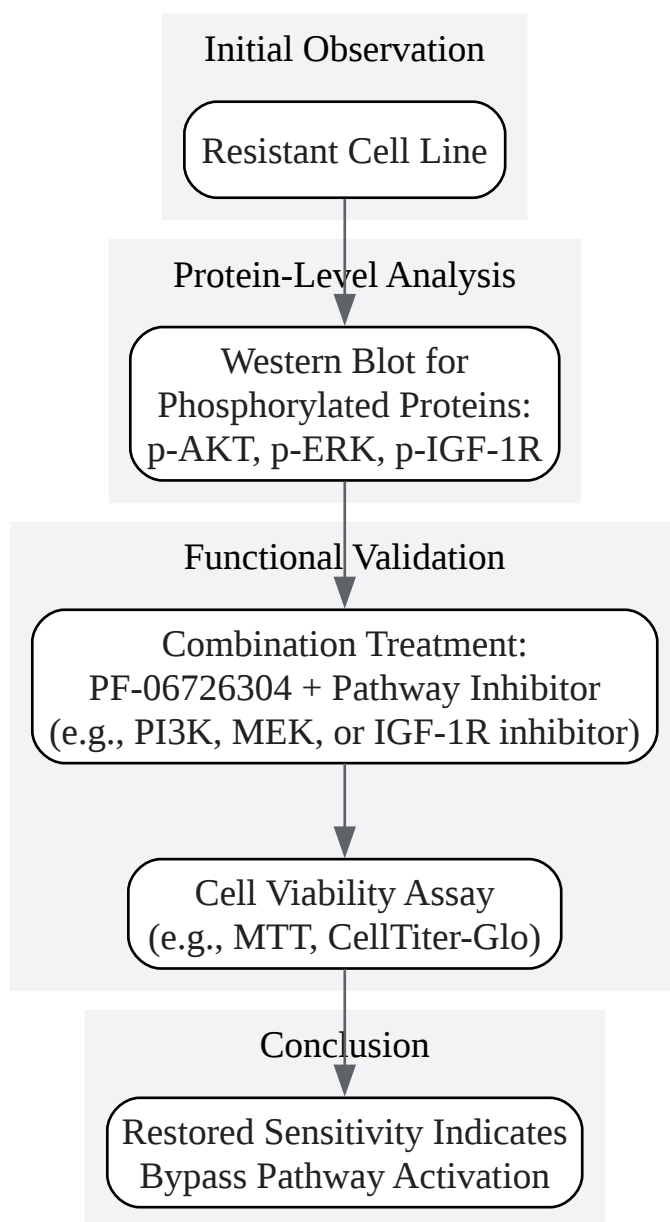 Initial Observation
Resistant Cell Line
Protein-Level Analysis
Western Blot for
Phosphorylated Proteins:
p-AKT, p-ERK, p-IGF-1R
Functional Validation
Combination Treatment:
PF-06726304 + Pathway Inhibitor
(e.g., PI3K, MEK, or IGF-1R inhibitor)
Cell Viability Assay
(e.g., MTT, CellTiter-Glo)
Conclusion
Restored Sensitivity Indicates
Bypass Pathway Activation